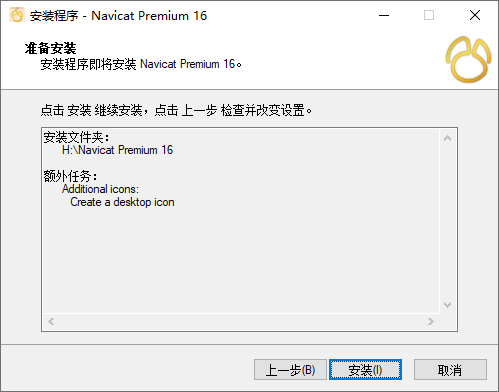 安装程序 - Navicat Premium 16
准备安装
安装程序即将安装 Navicat Premium 16。
点击 安装 继续安装，点击 上一步 检查并改变设置。
安装文件夹：
H:\Navicat Premium 16
额外任务：
Additional icons:
Create a desktop icon
上一步(B)
安装(I)
取消